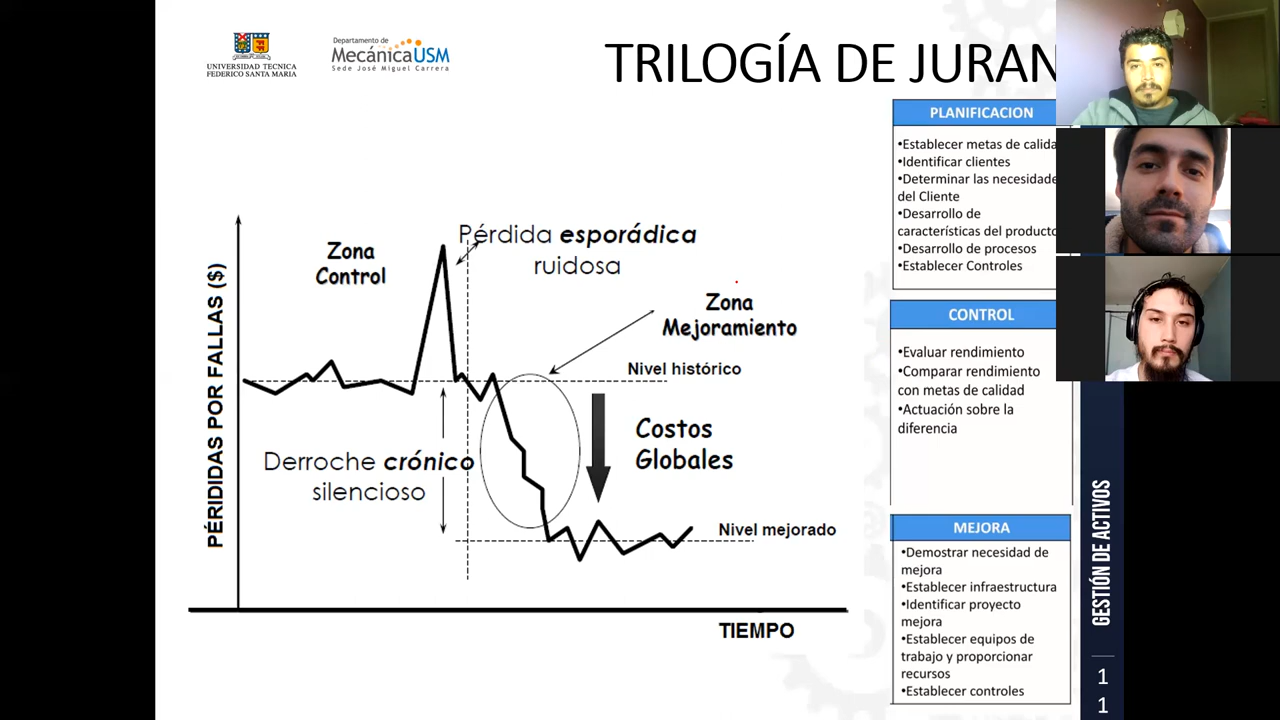 UNIVERSIDAD TECNICA
FEDERICO SANTA MARIA
Departamento de
MecánicaUSM
Sede José Miguel Carrera
TRILOGÍA DE JURAN
PÉRIDIDAS POR FALLAS ($)
Zona
Control
Pérdida esporádica
ruidosa
Zona
Mejoramiento
Nivel histórico
Costos
Globales
Derroche crónico
silencioso
Nivel mejorado
TIEMPO
PLANIFICACION
•Establecer metas de calida
•Identificar clientes
•Determinar las necesidade
del Cliente
•Desarrollo de
características del producto
•Desarrollo de procesos
•Establecer Controles
CONTROL
•Evaluar rendimiento
•Comparar rendimiento
con metas de calidad
•Actuación sobre la
diferencia
MEJORA
•Demostrar necesidad de
mejora
•Establecer infraestructura
•Identificar proyecto
mejora
•Establecer equipos de
trabajo y proporcionar
recursos
•Establecer controles
GESTIÓN DE ACTIVOS
1
1